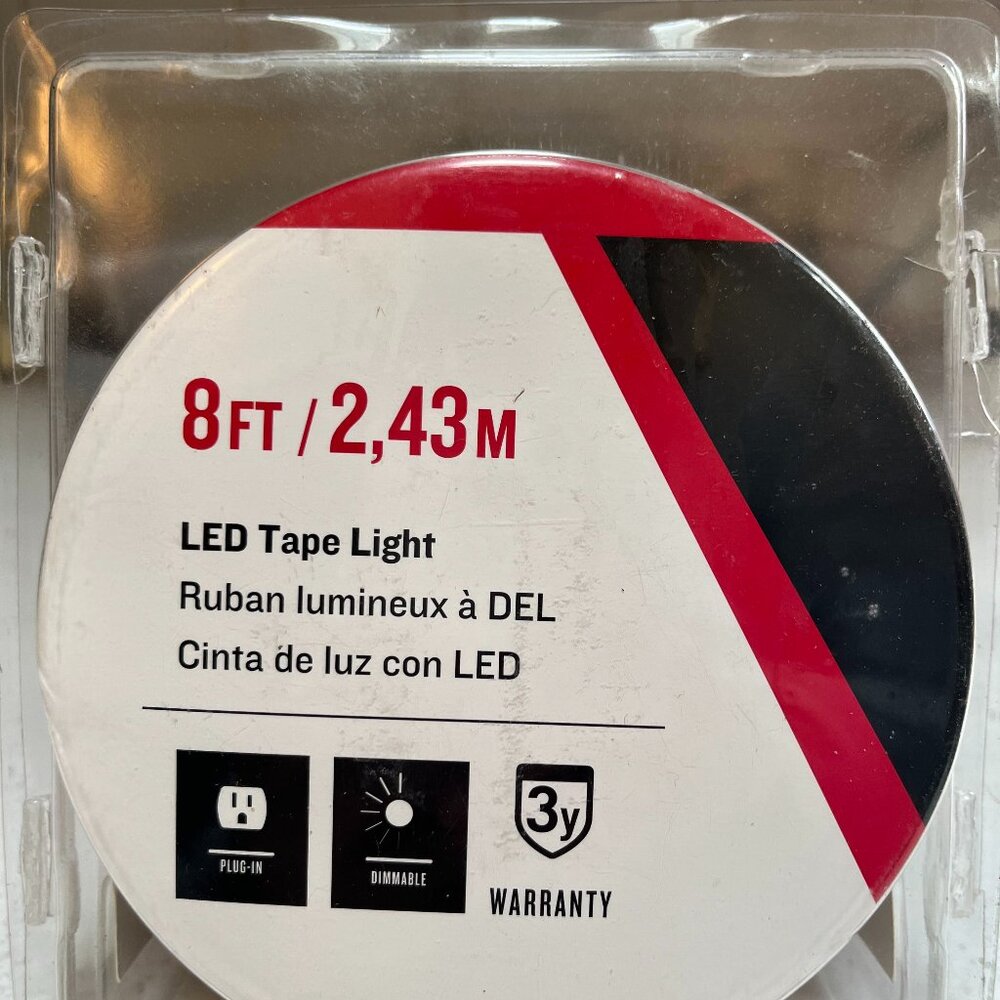 8FT / 2,43M
LED Tape Light
Ruban lumineux à DEL
Cinta de luz con LED
PLUG-IN
DIMMABLE
3y
WARRANTY